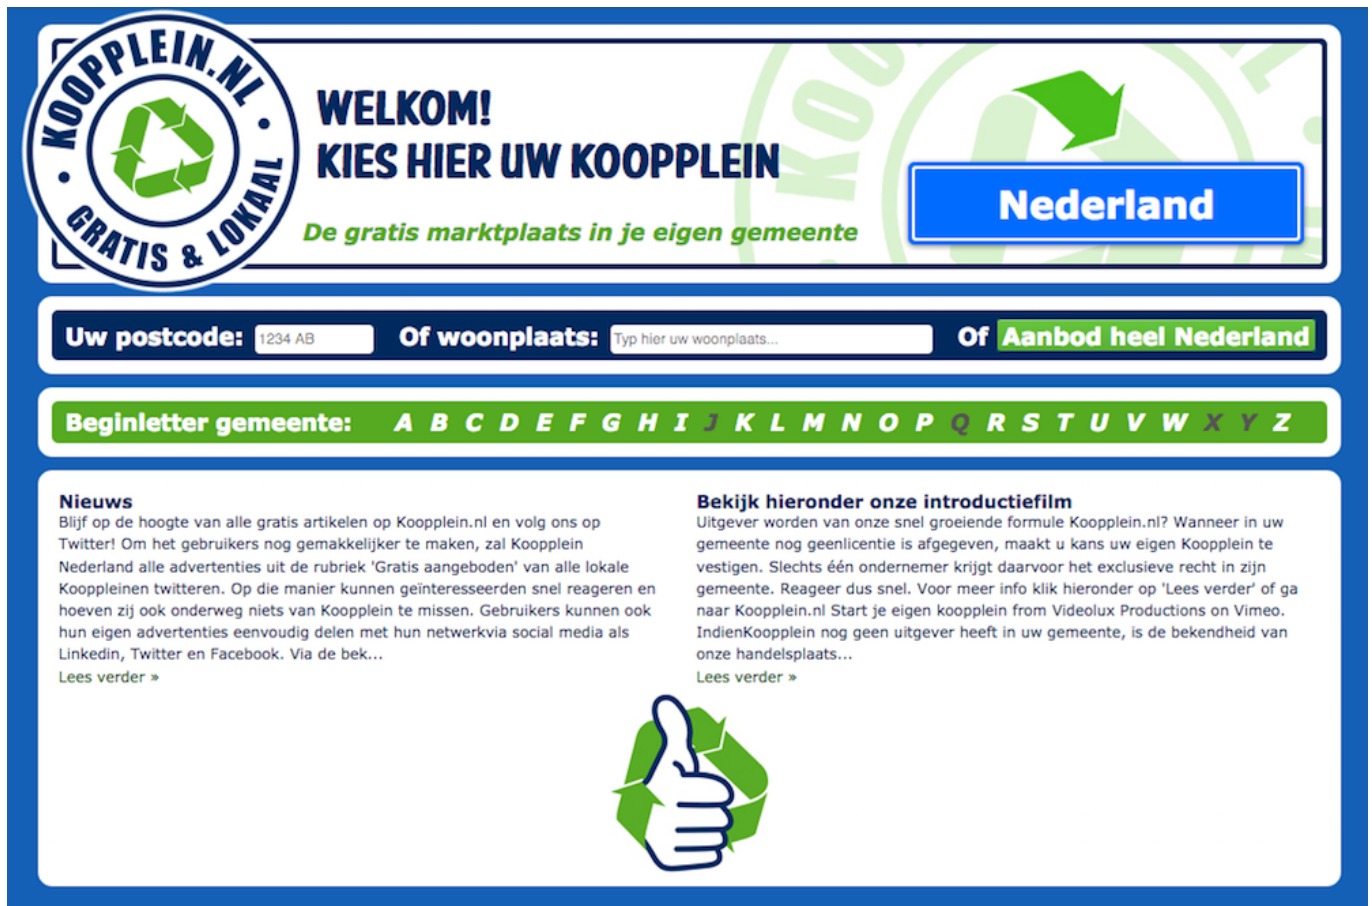 KOOPPLEIN.NL
GRATIS & LOKAAL
WELKOM!
KIES HIER UW KOOPPLEIN
De gratis marktplaats in je eigen gemeente
Nederland
Uw postcode: 1234 AB Of woonplaats: Typ hier uw woonplaats... Of Aanbod heel Nederland
Beginletter gemeente: A B C D E F G H I J K L M N O P Q R S T U V W X Y Z
Nieuws
Blijf op de hoogte van alle gratis artikelen op Koopplein.nl en volg ons op
Twitter! Om het gebruikers nog gemakkelijker te maken, zal Koopplein
Nederland alle advertenties uit de rubriek 'Gratis aangeboden' van alle lokale
Kooppleinen twitteren. Op die manier kunnen geïnteresseerden snel reageren en
hoeven zij ook onderweg niets van Koopplein te missen. Gebruikers kunnen ook
hun eigen advertenties eenvoudig delen met hun netwerkvia social media als
Linkedin, Twitter en Facebook. Via de bek...
Lees verder »
Bekijk hieronder onze introductiefilm
Uitgever worden van onze snel groeiende formule Koopplein.nl? Wanneer in uw
gemeente nog geenlicentie is afgegeven, maakt u kans uw eigen Koopplein te
vestigen. Slechts één ondernemer krijgt daarvoor het exclusieve recht in zijn
gemeente. Reageer dus snel. Voor meer info klik hieronder op 'Lees verder' of ga
naar Koopplein.nl Start je eigen koopplein from Videolux Productions on Vimeo.
IndienKoopplein nog geen uitgever heeft in uw gemeente, is de bekendheid van
onze handelsplaats...
Lees verder »